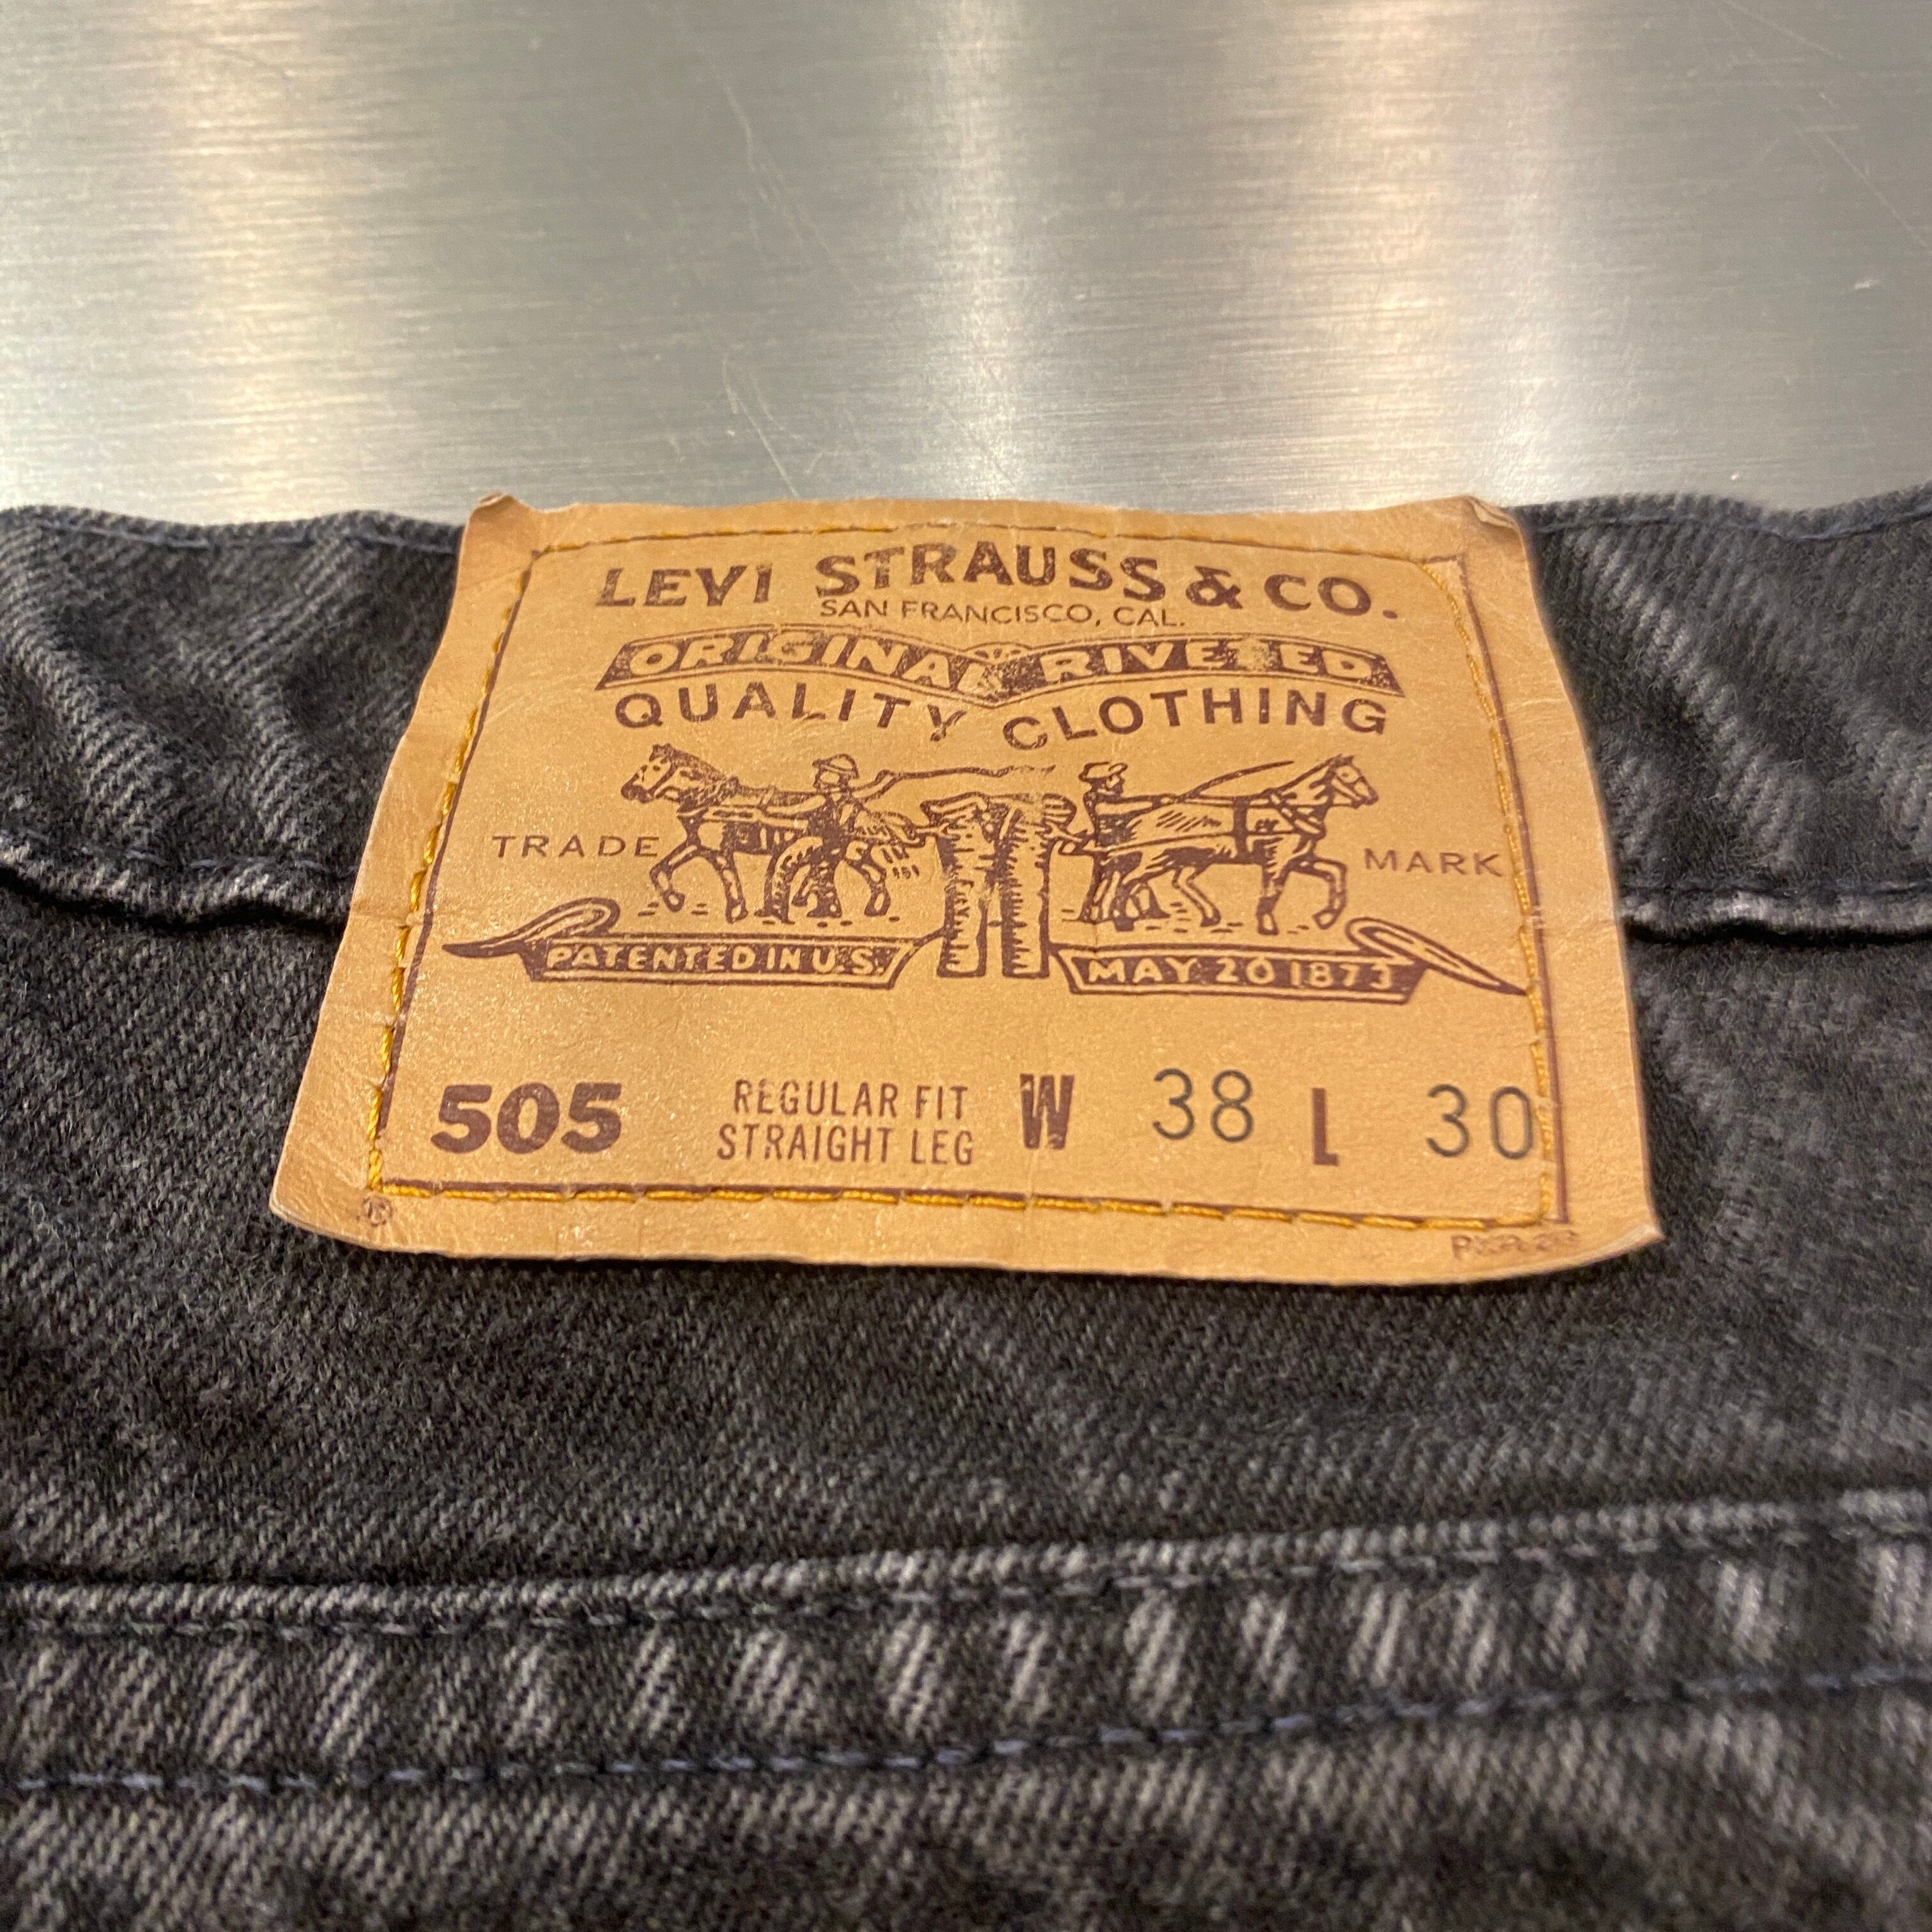 LEVI STRAUSS & CO.
SAN FRANCISCO, CAL.
ORIGINAL RIVETED
QUALITY CLOTHING
TRADE MARK
PATENTED IN U.S. MAY 20 1873
505 REGULAR FIT W 38 L 30
STRAIGHT LEG
®